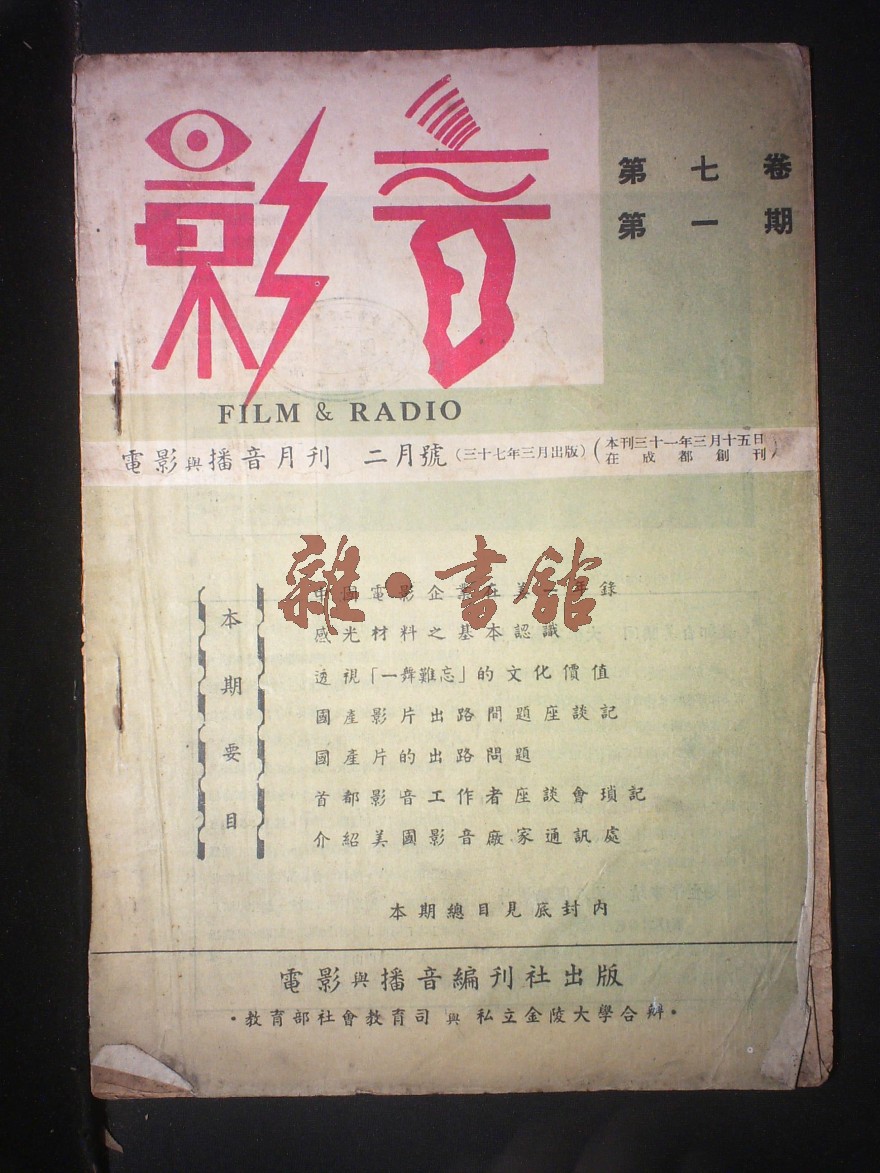 影音
第七卷
第一期
FILM & RADIO
電影與播音月刊 二月號 (三十七年三月出版) (本刊三十一年三月十五日
在成都創刊)
雜·書館
本期要目
電影企
感光材料之基本認識
透視「一舞難忘」的文化價值
國產影片出路問題座談記
國產片的出路問題
首都影音工作者座談會瑣記
介紹美國影音廠家通訊處
本期總目見底封內
電影與播音編刊社出版
·教育部社會教育司與私立金陵大學合辦·